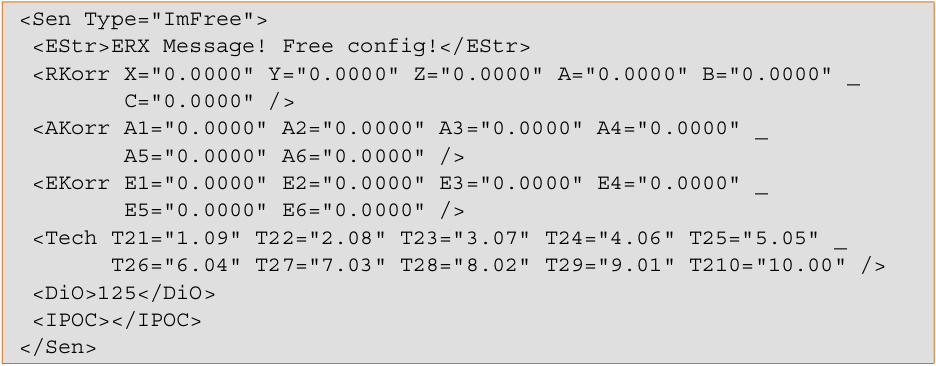 <Sen Type="ImFree">
<EStr>ERX Message! Free config!</EStr>
<RKorr X="0.0000" Y="0.0000" Z="0.0000" A="0.0000" B="0.0000" _
C="0.0000" />
<AKorr A1="0.0000" A2="0.0000" A3="0.0000" A4="0.0000" _
A5="0.0000" A6="0.0000" />
<EKorr E1="0.0000" E2="0.0000" E3="0.0000" E4="0.0000" _
E5="0.0000" E6="0.0000" />
<Tech T21="1.09" T22="2.08" T23="3.07" T24="4.06" T25="5.05" _
T26="6.04" T27="7.03" T28="8.02" T29="9.01" T210="10.00" />
<DiO>125</DiO>
<IPOC></IPOC>
</Sen>